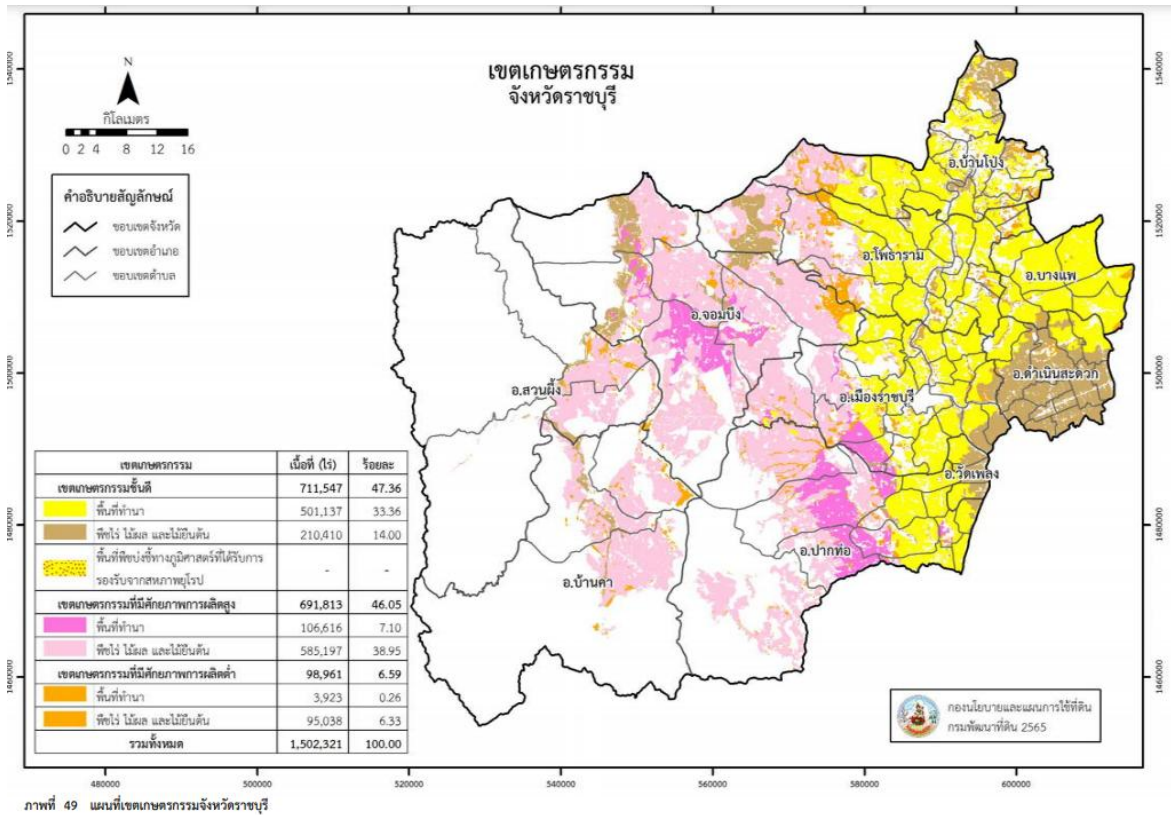 เขตเกษตรกรรม
จังหวัดราชบุรี
N
กิโลเมตร
0 2 4 8 12 16
คำอธิบายสัญลักษณ์
ขอบเขตจังหวัด
ขอบเขตอำเภอ
ขอบเขตตำบล
อ.บ้านโป่ง
อ.โพธาราม
อ.บางแพ
อ.จอมบึง
อ.ดำเนินสะดวก
อ.สวนผึ้ง
อ.เมืองราชบุรี
อ.วัดเพลง
อ.ปากท่อ
อ.บ้านคา
เขตเกษตรกรรม เนื้อที่ (ไร่) ร้อยละ
เขตเกษตรกรรมชั้นดี 711,547 47.36
พื้นที่ทำนา 501,137 33.36
พืชไร่ ไม้ผล และไม้ยืนต้น 210,410 14.00
พื้นที่พืชบ่งชี้ทางภูมิศาสตร์ที่ได้รับการ - -
รองรับจากสหภาพยุโรป
เขตเกษตรกรรมที่มีศักยภาพการผลิตสูง 691,813 46.05
พื้นที่ทำนา 106,616 7.10
พืชไร่ ไม้ผล และไม้ยืนต้น 585,197 38.95
เขตเกษตรกรรมที่มีศักยภาพการผลิตต่ำ 98,961 6.59
พื้นที่ทำนา 3,923 0.26
พืชไร่ ไม้ผล และไม้ยืนต้น 95,038 6.33
รวมทั้งหมด 1,502,321 100.00
กองนโยบายและแผนการใช้ที่ดิน
กรมพัฒนาที่ดิน 2565
1540000
1520000
1500000
1480000
1460000
1540000
1520000
1500000
1480000
1460000
480000 500000 520000 540000 560000 580000 600000
ภาพที่ 49 แผนที่เขตเกษตรกรรมจังหวัดราชบุรี